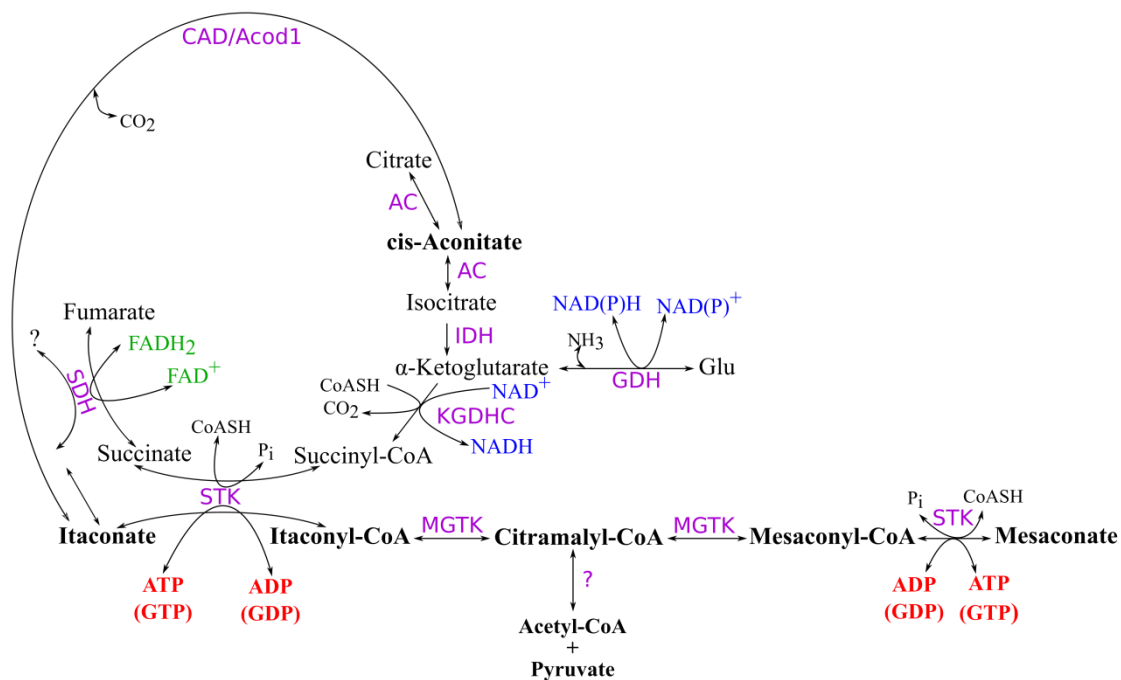 CAD/Acod1
CO2
Citrate
AC
cis-Aconitate
AC
Isocitrate
Fumarate
NAD(P)H
NAD(P)+
?
IDH
NH3
FADH2
α-Ketoglutarate
Glu
FAD+
SDH
GDH
CoASH
NAD+
CO2
KGDHC
CoASH
Pi
NADH
Succinate
Succinyl-CoA
STK
Pi
CoASH
STK
MGTK
MGTK
Itaconate
Itaconyl-CoA
Citramalyl-CoA
Mesaconyl-CoA
Mesaconate
ATP
(GTP)
ADP
(GDP)
?
ADP
(GDP)
ATP
(GTP)
Acetyl-CoA
+
Pyruvate